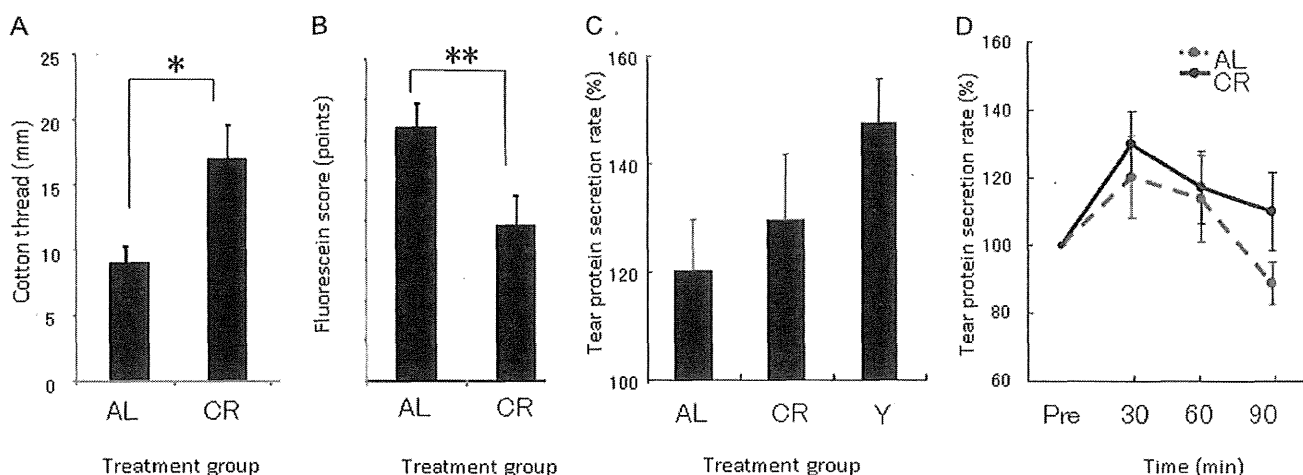 A
Cotton thread (mm)
25
20
15
10
5
0
*
AL
CR
Treatment group
B
Fluorescein score (points)
**
AL
CR
Treatment group
C
Tear protein secretion rate (%)
160
140
120
100
AL
CR
Y
Treatment group
D
Tear protein secretion rate (%)
160
140
120
100
80
60
AL
CR
Pre
30
60
90
Time (min)